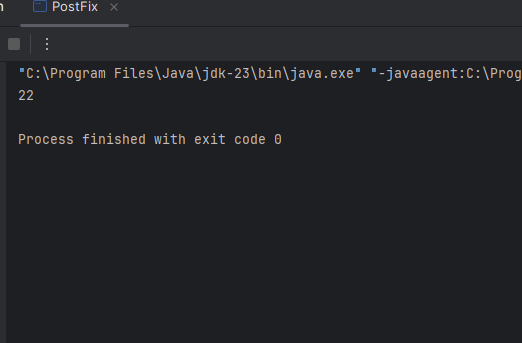 n PostFix
"C:\Program Files\Java\jdk-23\bin\java.exe" "-javaagent:C:\Prog
22
Process finished with exit code 0